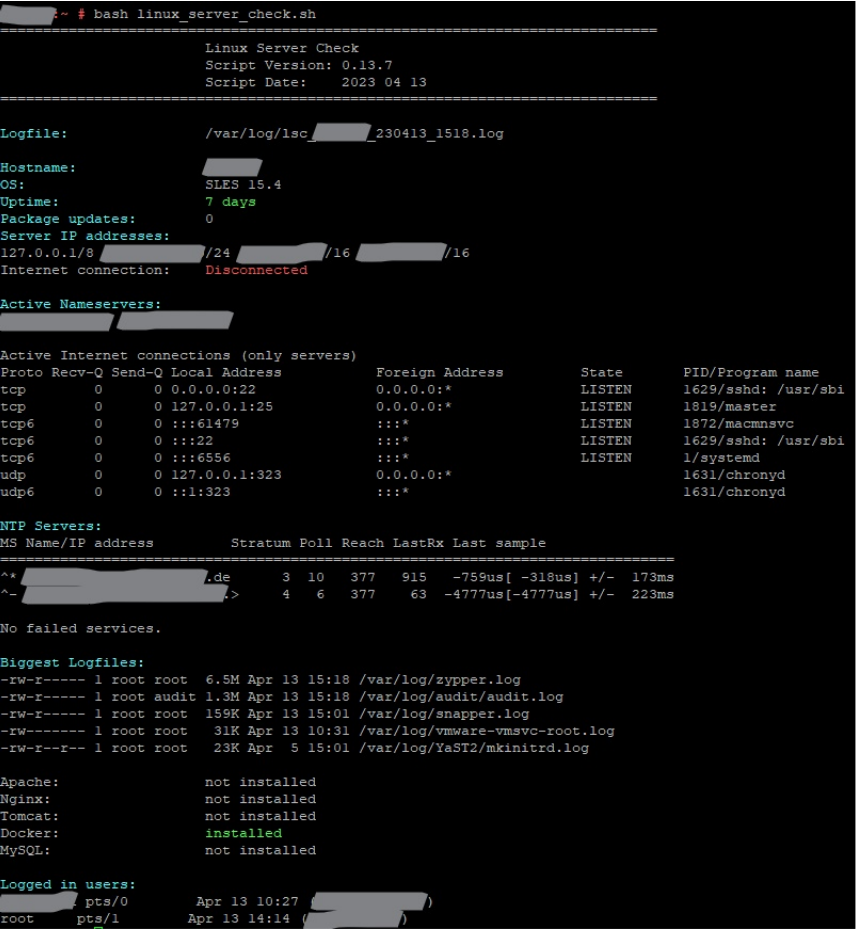 :~ # bash linux_server_check.sh
================================================================================
Linux Server Check
Script Version: 0.13.7
Script Date: 2023 04 13
================================================================================
Logfile: /var/log/lsc_ _230413_1518.log
Hostname:
OS: SLES 15.4
Uptime: 7 days
Package updates: 0
Server IP addresses:
127.0.0.1/8 /24 /16 /16
Internet connection: Disconnected
Active Nameservers:
Active Internet connections (only servers)
Proto Recv-Q Send-Q Local Address Foreign Address State PID/Program name
tcp 0 0 0.0.0.0:22 0.0.0.0:* LISTEN 1629/sshd: /usr/sbi
tcp 0 0 127.0.0.1:25 0.0.0.0:* LISTEN 1819/master
tcp6 0 0 :::61479 :::* LISTEN 1872/macmnsvc
tcp6 0 0 :::22 :::* LISTEN 1629/sshd: /usr/sbi
tcp6 0 0 :::6556 :::* LISTEN 1/systemd
udp 0 0 127.0.0.1:323 0.0.0.0:* 1631/chronyd
udp6 0 0 ::1:323 :::* 1631/chronyd
NTP Servers:
MS Name/IP address Stratum Poll Reach LastRx Last sample
================================================================================
^* .de 3 10 377 915 -759us[ -318us] +/- 173ms
^- .> 4 6 377 63 -4777us[-4777us] +/- 223ms
No failed services.
Biggest Logfiles:
-rw-r----- 1 root root 6.5M Apr 13 15:18 /var/log/zypper.log
-rw-r----- 1 root audit 1.3M Apr 13 15:18 /var/log/audit/audit.log
-rw-r----- 1 root root 159K Apr 13 15:01 /var/log/snapper.log
-rw------- 1 root root 31K Apr 13 10:31 /var/log/vmware-vmsvc-root.log
-rw-r--r-- 1 root root 23K Apr 5 15:01 /var/log/YaST2/mkinitrd.log
Apache: not installed
Nginx: not installed
Tomcat: not installed
Docker: installed
MySQL: not installed
Logged in users:
pts/0 Apr 13 10:27 ( )
root pts/1 Apr 13 14:14 ( )